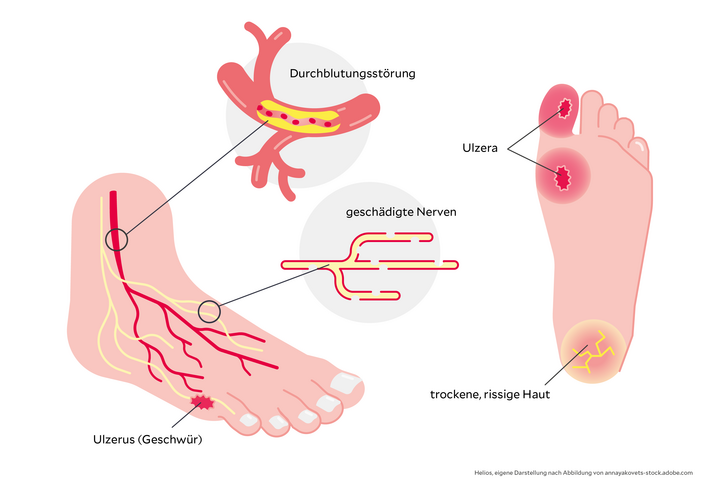 Durchblutungsstörung
geschädigte Nerven
Ulzerus (Geschwür)
Ulzera
trockene, rissige Haut
Helios, eigene Darstellung nach Abbildung von annayakovets-stock.adobe.com